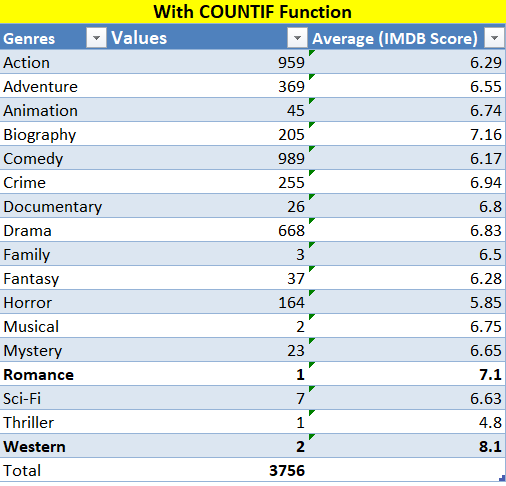 With COUNTIF Function
Genres Values Average (IMDB Score)
Action 959 6.29
Adventure 369 6.55
Animation 45 6.74
Biography 205 7.16
Comedy 989 6.17
Crime 255 6.94
Documentary 26 6.8
Drama 668 6.83
Family 3 6.5
Fantasy 37 6.28
Horror 164 5.85
Musical 2 6.75
Mystery 23 6.65
Romance 1 7.1
Sci-Fi 7 6.63
Thriller 1 4.8
Western 2 8.1
Total 3756